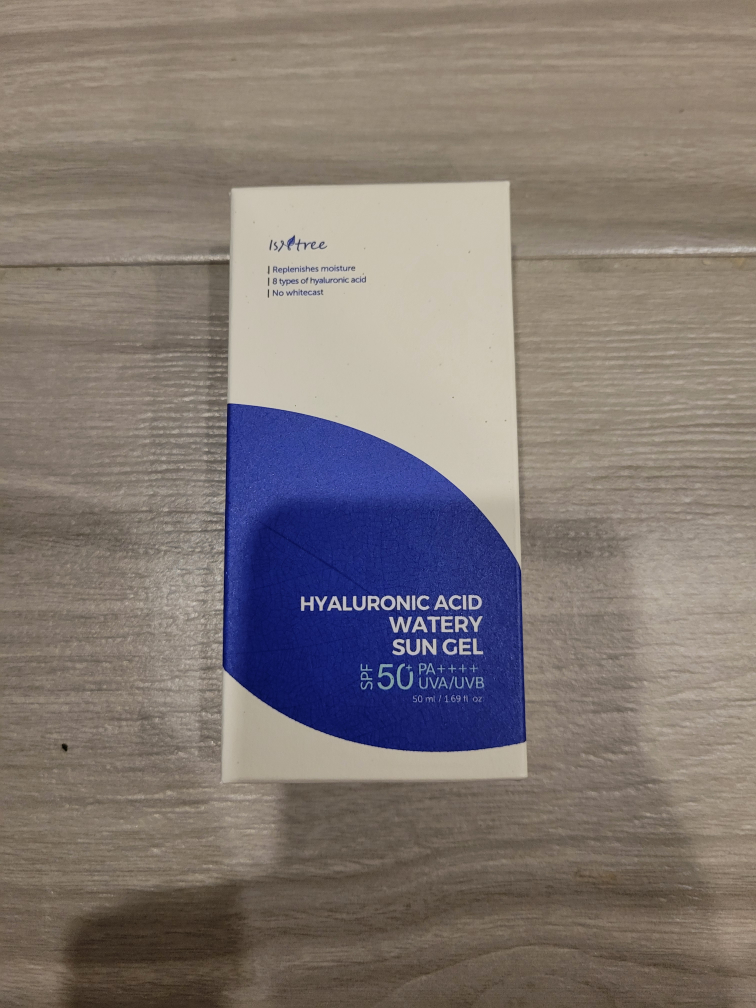 Isntree
Replenishes moisture
8 types of hyaluronic acid
No whitecast
HYALURONIC ACID
WATERY
SUN GEL
SPF 50+ PA++++
UVA/UVB
50 ml / 1.69 fl oz